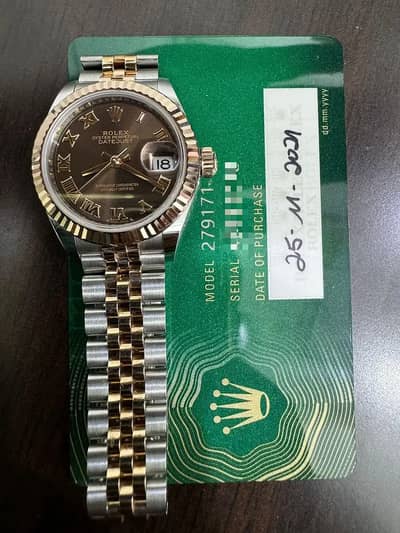 ROLEX
OYSTER PERPETUAL
DATEJUST
18
SUPERLATIVE CHRONOMETER
OFFICIALLY CERTIFIED
MODEL 279171
SERIAL
DATE OF PURCHASE
25-11-2024
dd.mm.yyyy